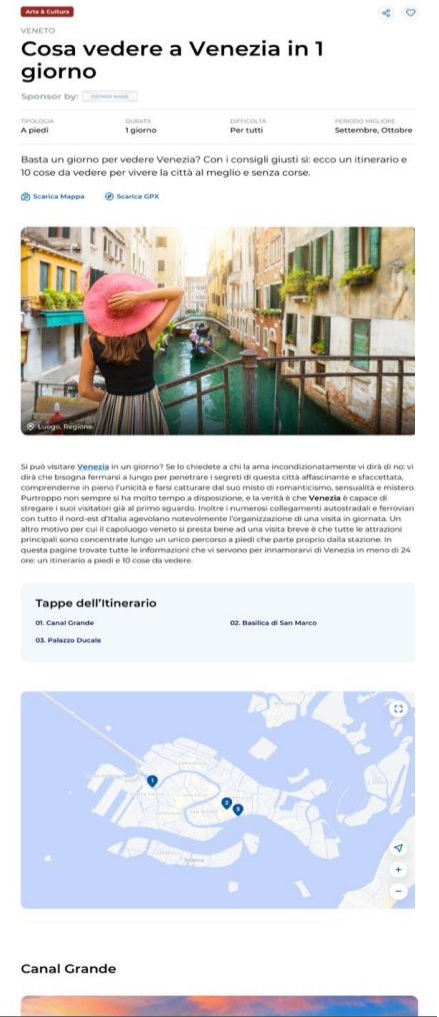 Arte & Cultura
VENETO
Cosa vedere a Venezia in 1
giorno
Sponsor by:
TIPOLOGIA
A piedi
DURATA
1 giorno
DIFFICOLTÀ
Per tutti
PERIODO MIGLIORE
Settembre, Ottobre
Basta un giorno per vedere Venezia? Con i consigli giusti sì: ecco un itinerario e
10 cose da vedere per vivere la città al meglio e senza corse.
Scarica Mappa
Scarica GPX
Luogo, Regione
Si può visitare Venezia in un giorno? Se lo chiedete a chi la ama incondizionatamente vi dirà di no: vi
dirà che bisogna fermarsi a lungo per penetrare i segreti di questa città affascinante e sfaccettata,
comprenderne in pieno l'unicità e farsi catturare dal suo misto di romanticismo, sensualità e mistero.
Purtroppo non sempre si ha molto tempo a disposizione, e la verità è che Venezia è capace di
stregare i suoi visitatori già al primo sguardo. Inoltre i numerosi collegamenti autostradali e ferroviari
con tutto il nord-est d'Italia agevolano notevolmente l'organizzazione di una visita in giornata. Un
altro motivo per cui il capoluogo veneto si presta bene ad una visita breve è che tutte le attrazioni
principali sono concentrate lungo un unico percorso a piedi che parte proprio dalla stazione. In
questa pagina trovate tutte le informazioni che vi servono per innamorarvi di Venezia in meno di 24
ore: un itinerario a piedi e 10 cose da vedere.
Tappe dell'Itinerario
01. Canal Grande
02. Basilica di San Marco
03. Palazzo Ducale
1
2
3
Canal Grande